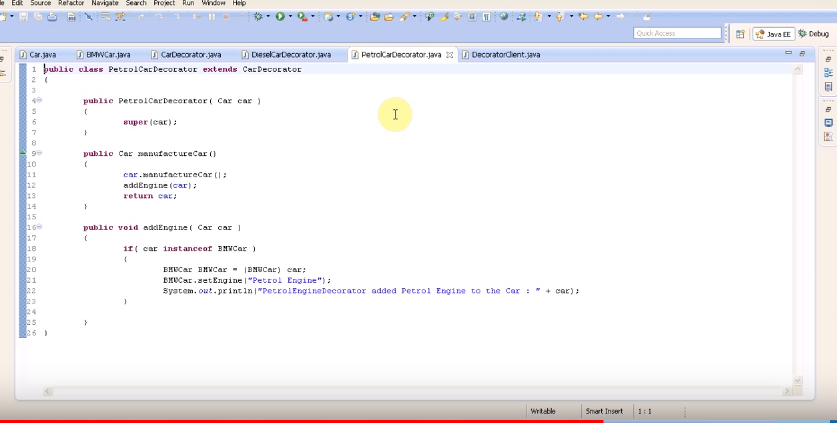 Edit Source Refactor Navigate Search Project Run Window Help
Quick Access Java EE Debug
Car.java BMWCar.java CarDecorator.java DieselCarDecorator.java PetrolCarDecorator.java DecoratorClient.java
1 public class PetrolCarDecorator extends CarDecorator
2 {
3
4 public PetrolCarDecorator( Car car )
5 {
6 super(car);
7 }
8
9 public Car manufactureCar()
10 {
11 car.manufactureCar();
12 addEngine(car);
13 return car;
14 }
15
16 public void addEngine( Car car )
17 {
18 if( car instanceof BMWCar )
19 {
20 BMWCar BMWCar = (BMWCar) car;
21 BMWCar.setEngine("Petrol Engine");
22 System.out.println("PetrolEngineDecorator added Petrol Engine to the Car : " + car);
23 }
24
25 }
26 }
Writable Smart Insert 1 : 1